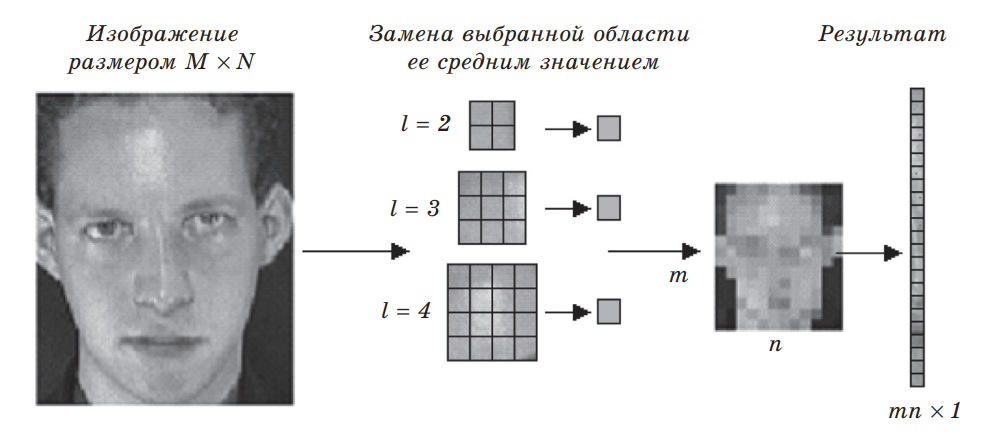 Изображение
размером M × N
Замена выбранной области
ее средним значением
Результат
l = 2
l = 3
l = 4
m
n
mn × 1